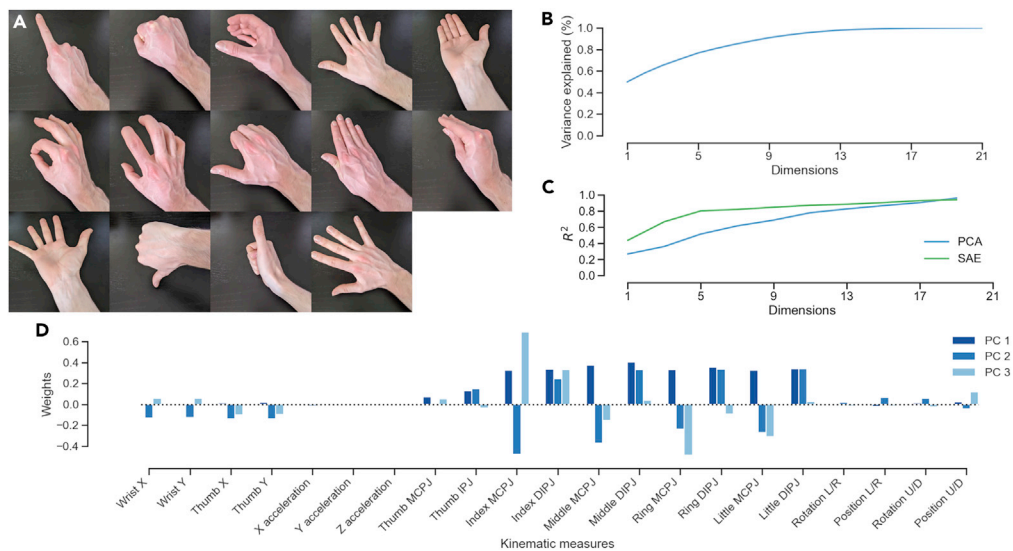 A
B
Variance explained (%)
1.0
0.8
0.6
0.4
0.2
0.0
1 5 9 13 17 21
Dimensions
C
R²
1.0
0.8
0.6
0.4
0.2
0.0
PCA
SAE
1 5 9 13 17 21
Dimensions
D
Weights
0.6
0.4
0.2
0.0
−0.2
−0.4
PC 1
PC 2
PC 3
Wrist X
Wrist Y
Thumb X
Thumb Y
X acceleration
Y acceleration
Z acceleration
Thumb MCPJ
Thumb IPJ
Index MCPJ
Index DIPJ
Middle MCPJ
Middle DIPJ
Ring MCPJ
Ring DIPJ
Little MCPJ
Little DIPJ
Rotation L/R
Position L/R
Rotation U/D
Position U/D
Kinematic measures